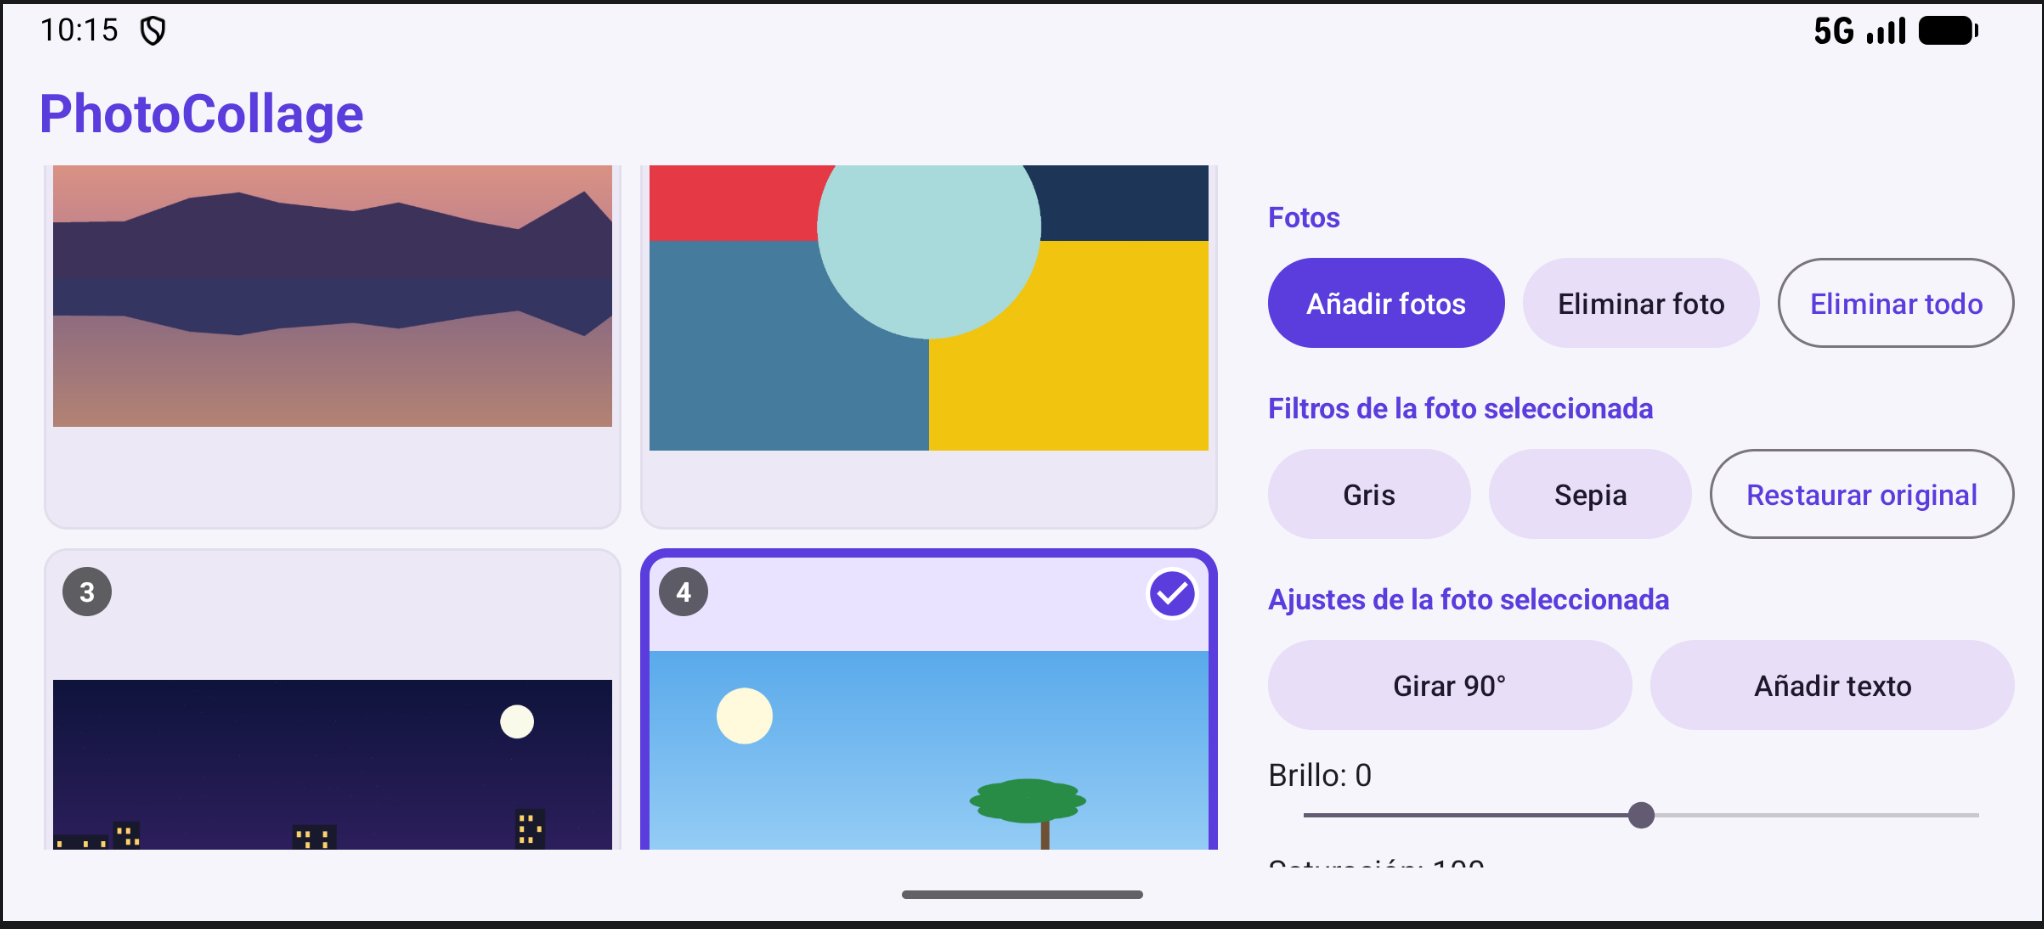 10:15
5G
PhotoCollage
3
4
Fotos
Añadir fotos
Eliminar foto
Eliminar todo
Filtros de la foto seleccionada
Gris
Sepia
Restaurar original
Ajustes de la foto seleccionada
Girar 90°
Añadir texto
Brillo: 0